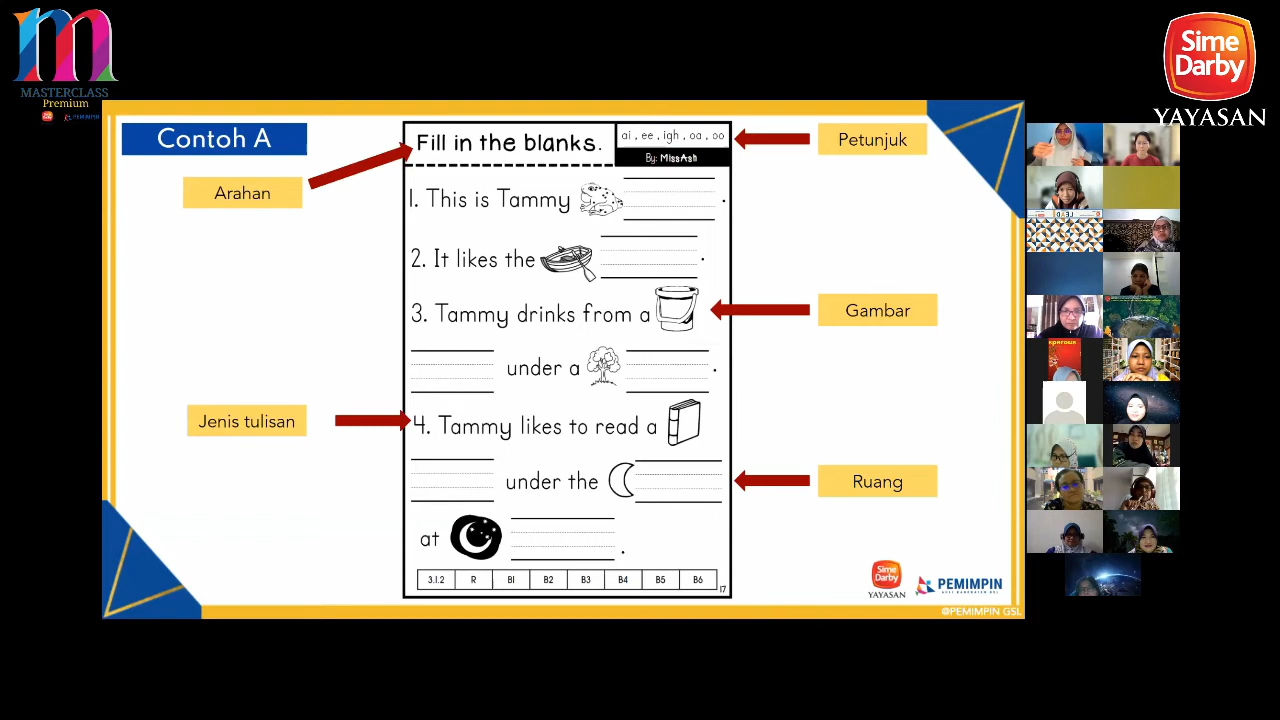 MASTERCLASS
Premium
Sime
Darby
YAYASAN
Contoh A
Arahan
Jenis tulisan
Fill in the blanks.
ai , ee , igh , oa , oo
By: MissAsh
1. This is Tammy .
2. It likes the .
3. Tammy drinks from a
under a .
4. Tammy likes to read a
under the
at .
3.1.2 R B1 B2 B3 B4 B5 B6
17
Petunjuk
Gambar
Ruang
Sime
Darby
YAYASAN
PEMIMPIN
@PEMIMPIN GSL